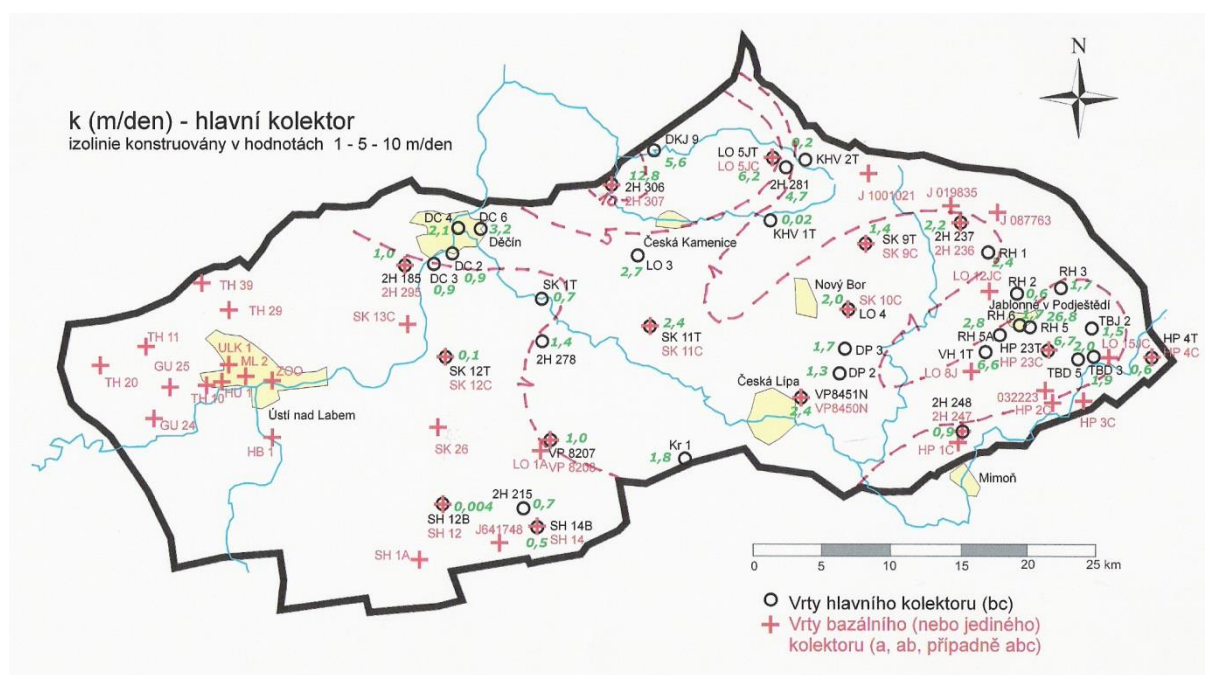 N
k (m/den) - hlavní kolektor
izolinie konstruovány v hodnotách 1 - 5 - 10 m/den
DKJ 9
5,6
12,8
2H 306
2H 307
LO 5JT
LO 5JC
6,2
0,2
KHV 2T
2H 281
4,7
J 1001021
J 019835
J 087763
DC 4
2,1
DC 6
3,2
Děčín
5
Česká Kamenice
LO 3
2,7
0,02
KHV 1T
1,4
SK 9T
SK 9C
2,2
2H 237
2H 236
RH 1
2,4
1,0
2H 185
2H 295
DC 3
0,9
DC 2
0,9
SK 1T
0,7
TH 39
TH 29
SK 13C
Nový Bor
2,0
SK 10C
LO 4
LO 12JC
RH 2
0,6
RH 3
1,7
Jablonné v Podještědí
RH 6
1,7
26,8
RH 5
TBJ 2
1,5
2,8
RH 5A
2,4
SK 11T
SK 11C
1,4
2H 278
TH 11
ULK 1
ML 2
ZOO
GU 25
TH 20
TH 10
HU 1
GU 24
Ústí nad Labem
HB 1
0,1
SK 12T
SK 12C
1,7
DP 3
1,3
DP 2
VH 1T
6,6
HP 23T
HP 23C
6,7
2,0
LO 15JC
HP 4T
HP 4C
0,6
LO 8J
TBD 5
TBD 3
1,9
Česká Lípa
VP8451N
VP8450N
2,4
032223
HP 2C
HP 3C
2H 248
2H 247
0,9
HP 1C
Mimoň
SK 26
1,0
VP 8207
LO 1A
VP 8208
Kr 1
1,8
0,004
SH 12B
SH 12
2H 215
0,7
SH 14B
SH 14
0,5
J641748
SH 1A
0 5 10 15 20 25 km
Vrty hlavního kolektoru (bc)
Vrty bazálního (nebo jediného)
kolektoru (a, ab, případně abc)